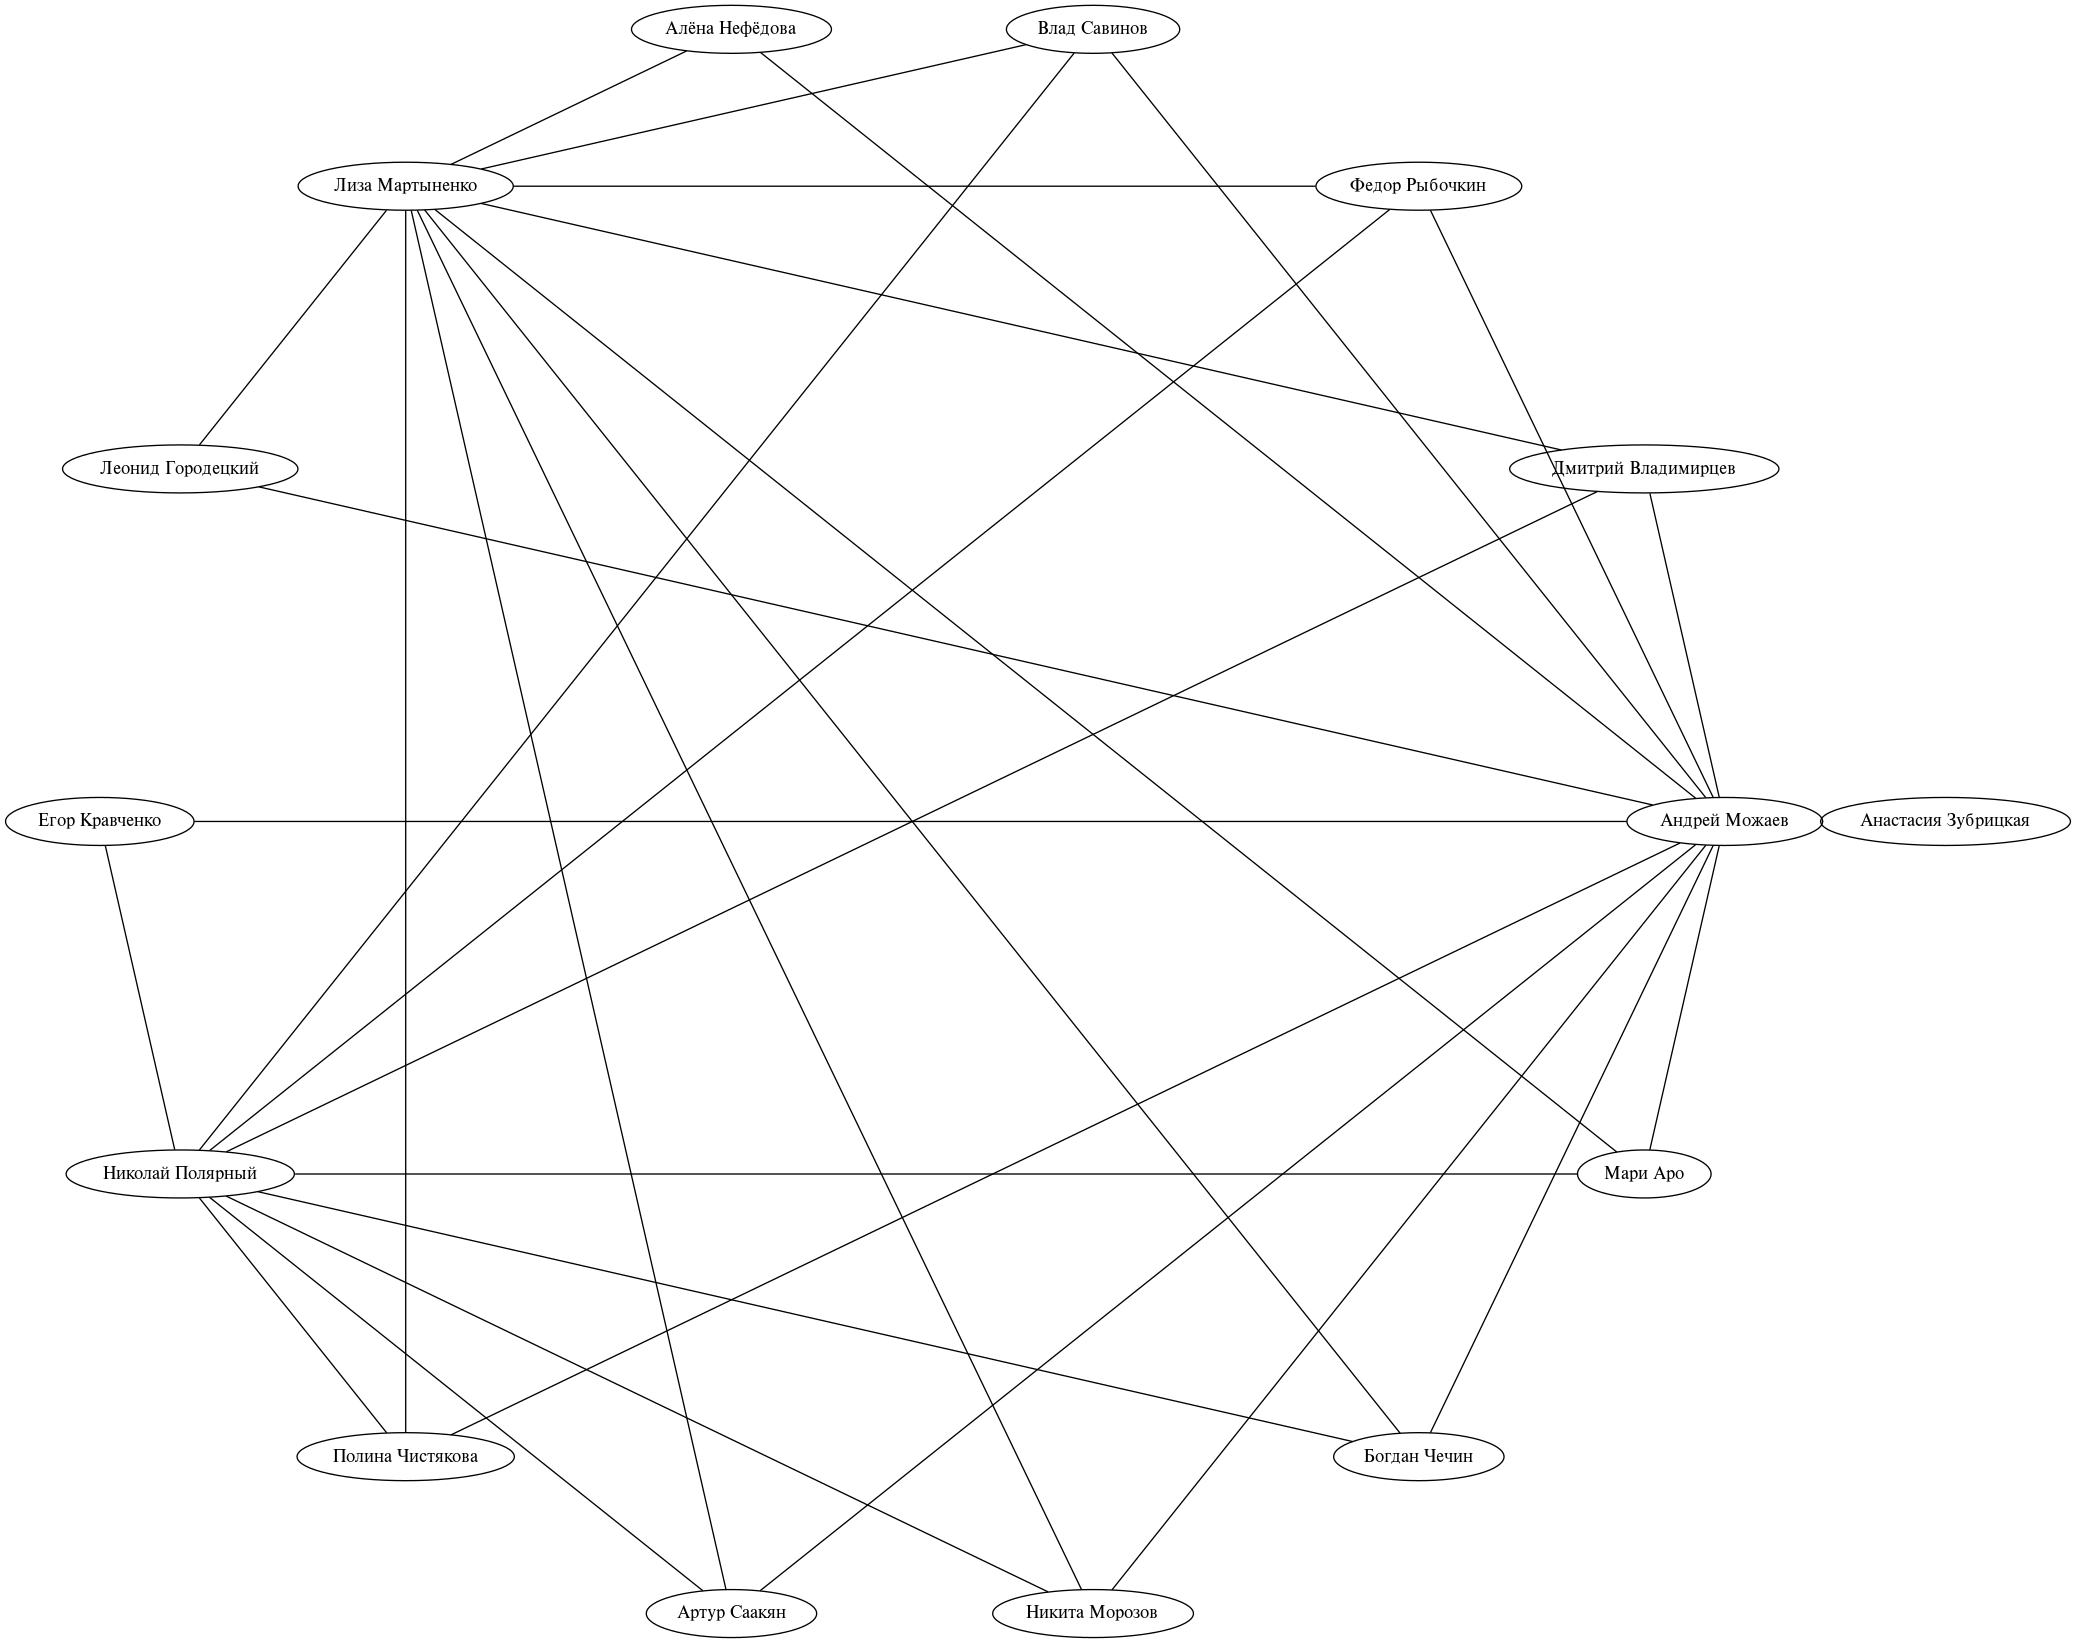 Алёна Нефёдова
Влад Савинов
Лиза Мартыненко
Федор Рыбочкин
Леонид Городецкий
Дмитрий Владимирцев
Егор Кравченко
Андрей Можаев
Анастасия Зубрицкая
Николай Полярный
Мари Аро
Полина Чистякова
Богдан Чечин
Артур Саакян
Никита Морозов